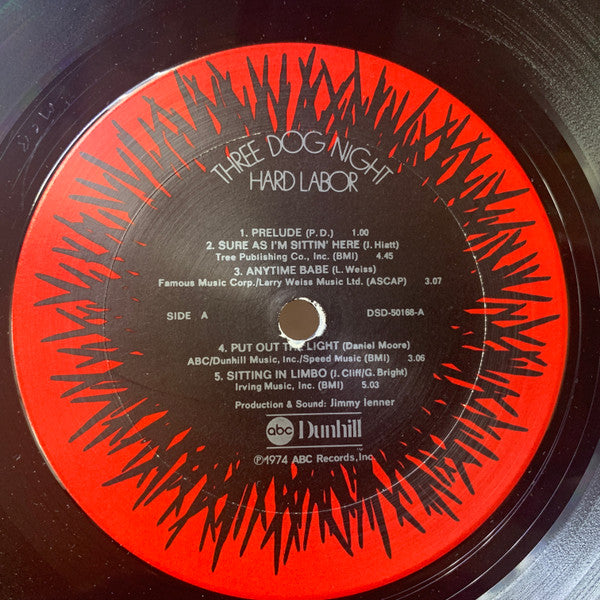 THREE DOG NIGHT
HARD LABOR
1. PRELUDE (P.D.) 1.00
2. SURE AS I'M SITTIN' HERE (J. Hiatt)
Tree Publishing Co., Inc. (BMI) 4.45
3. ANYTIME BABE (L. Weiss)
Famous Music Corp./Larry Weiss Music Ltd. (ASCAP) 3.07
SIDE A DSD-50168-A
4. PUT OUT THE LIGHT (Daniel Moore)
ABC/Dunhill Music, Inc./Speed Music (BMI) 3.06
5. SITTING IN LIMBO (J. Cliff/G. Bright)
Irving Music, Inc. (BMI) 5.03
Production & Sound: Jimmy Ienner
abc Dunhill
℗1974 ABC Records, Inc.